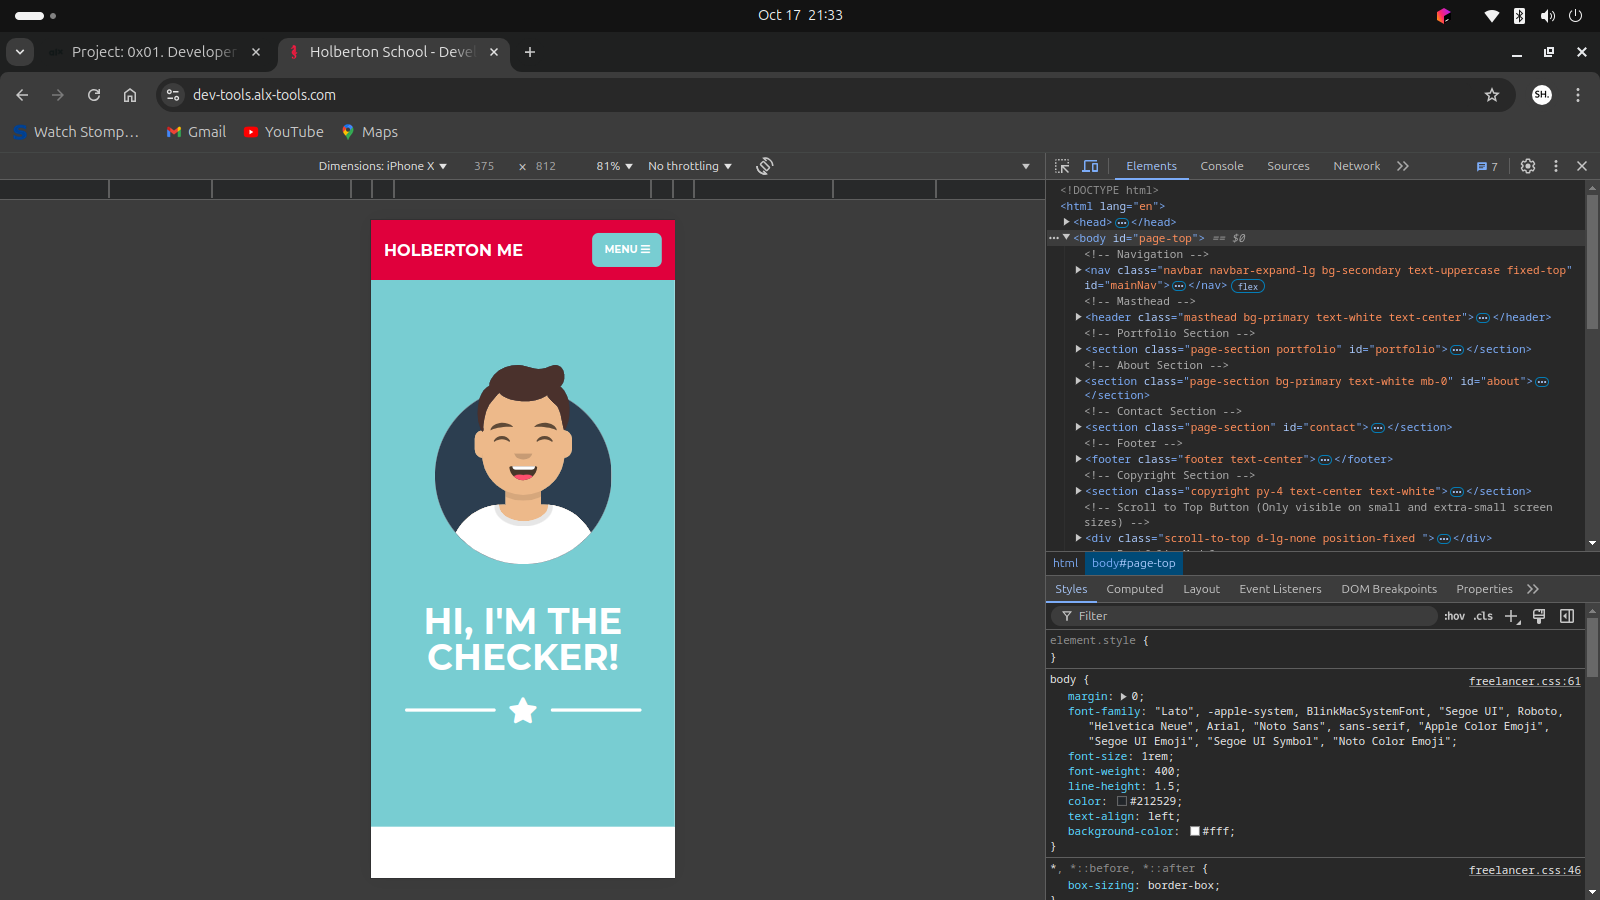 Oct 17 21:33
Project: 0x01. Developer
Holberton School - Deve
dev-tools.alx-tools.com
SH.
Watch Stomp…
Gmail
YouTube
Maps
Dimensions: iPhone X
375 × 812
81%
No throttling
Elements
Console
Sources
Network
7
HOLBERTON ME
MENU
HI, I'M THE
CHECKER!
<!DOCTYPE html>
<html lang="en">
<head>…</head>
<body id="page-top"> == $0
<!-- Navigation -->
<nav class="navbar navbar-expand-lg bg-secondary text-uppercase fixed-top"
id="mainNav">…</nav> flex
<!-- Masthead -->
<header class="masthead bg-primary text-white text-center">…</header>
<!-- Portfolio Section -->
<section class="page-section portfolio" id="portfolio">…</section>
<!-- About Section -->
<section class="page-section bg-primary text-white mb-0" id="about">…
</section>
<!-- Contact Section -->
<section class="page-section" id="contact">…</section>
<!-- Footer -->
<footer class="footer text-center">…</footer>
<!-- Copyright Section -->
<section class="copyright py-4 text-center text-white">…</section>
<!-- Scroll to Top Button (Only visible on small and extra-small screen
sizes) -->
<div class="scroll-to-top d-lg-none position-fixed ">…</div>
html
body#page-top
Styles
Computed
Layout
Event Listeners
DOM Breakpoints
Properties
Filter
:hov .cls
element.style {
}
body {
freelancer.css:61
margin: 0;
font-family: "Lato", -apple-system, BlinkMacSystemFont, "Segoe UI", Roboto,
"Helvetica Neue", Arial, "Noto Sans", sans-serif, "Apple Color Emoji",
"Segoe UI Emoji", "Segoe UI Symbol", "Noto Color Emoji";
font-size: 1rem;
font-weight: 400;
line-height: 1.5;
color: #212529;
text-align: left;
background-color: #fff;
}
*, *::before, *::after {
freelancer.css:46
box-sizing: border-box;